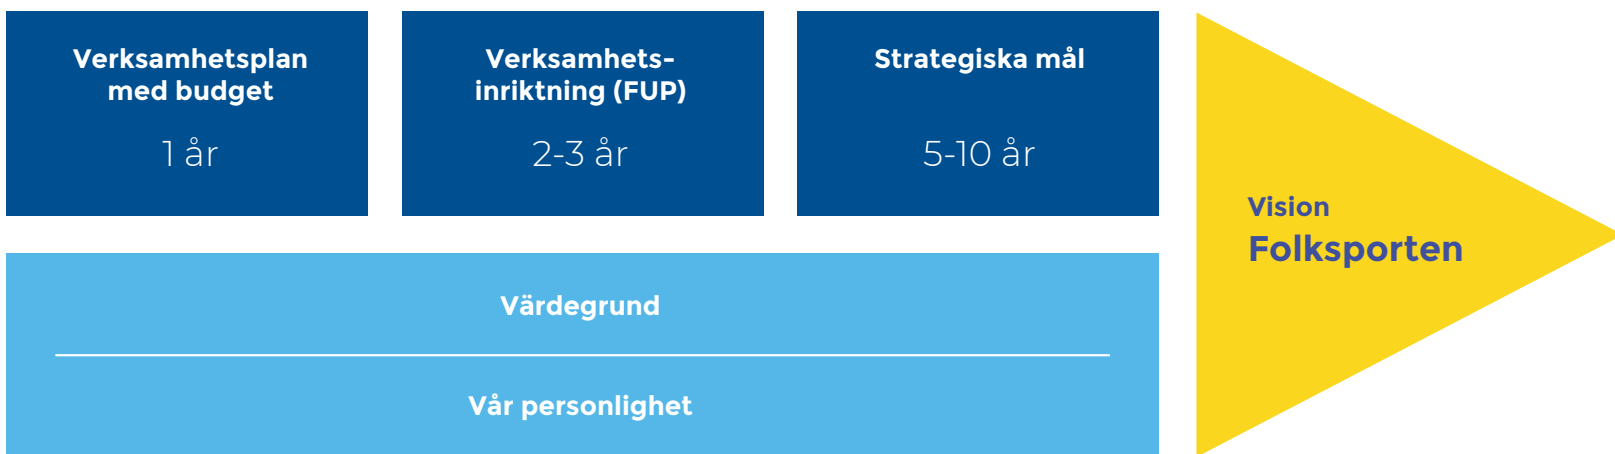 Verksamhetsplan
med budget
1 år
Verksamhets-
inriktning (FUP)
2-3 år
Strategiska mål
5-10 år
Vision
Folksporten
Värdegrund
Vår personlighet